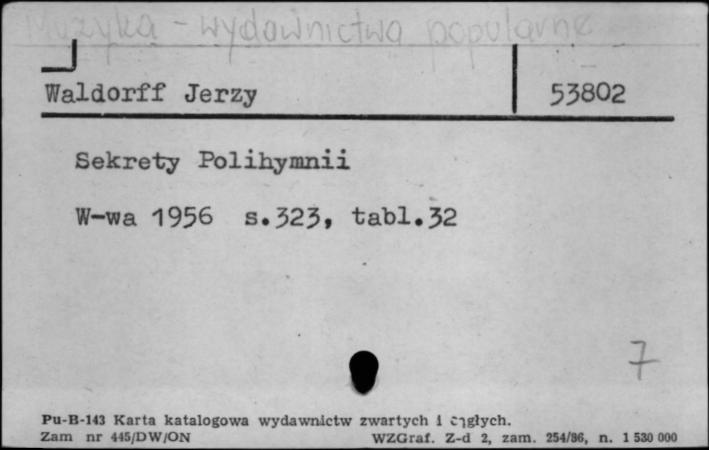 Muzyka - wydawnictwa popularne
Waldorff Jerzy 53802
Sekrety Polihymnii
W-wa 1956 s.323, tabl.32
7
Pu-B-143 Karta katalogowa wydawnictw zwartych i ciągłych.
Zam nr 445/DW/ON WZGraf. Z-d 2, zam. 254/86, n. 1 530 000